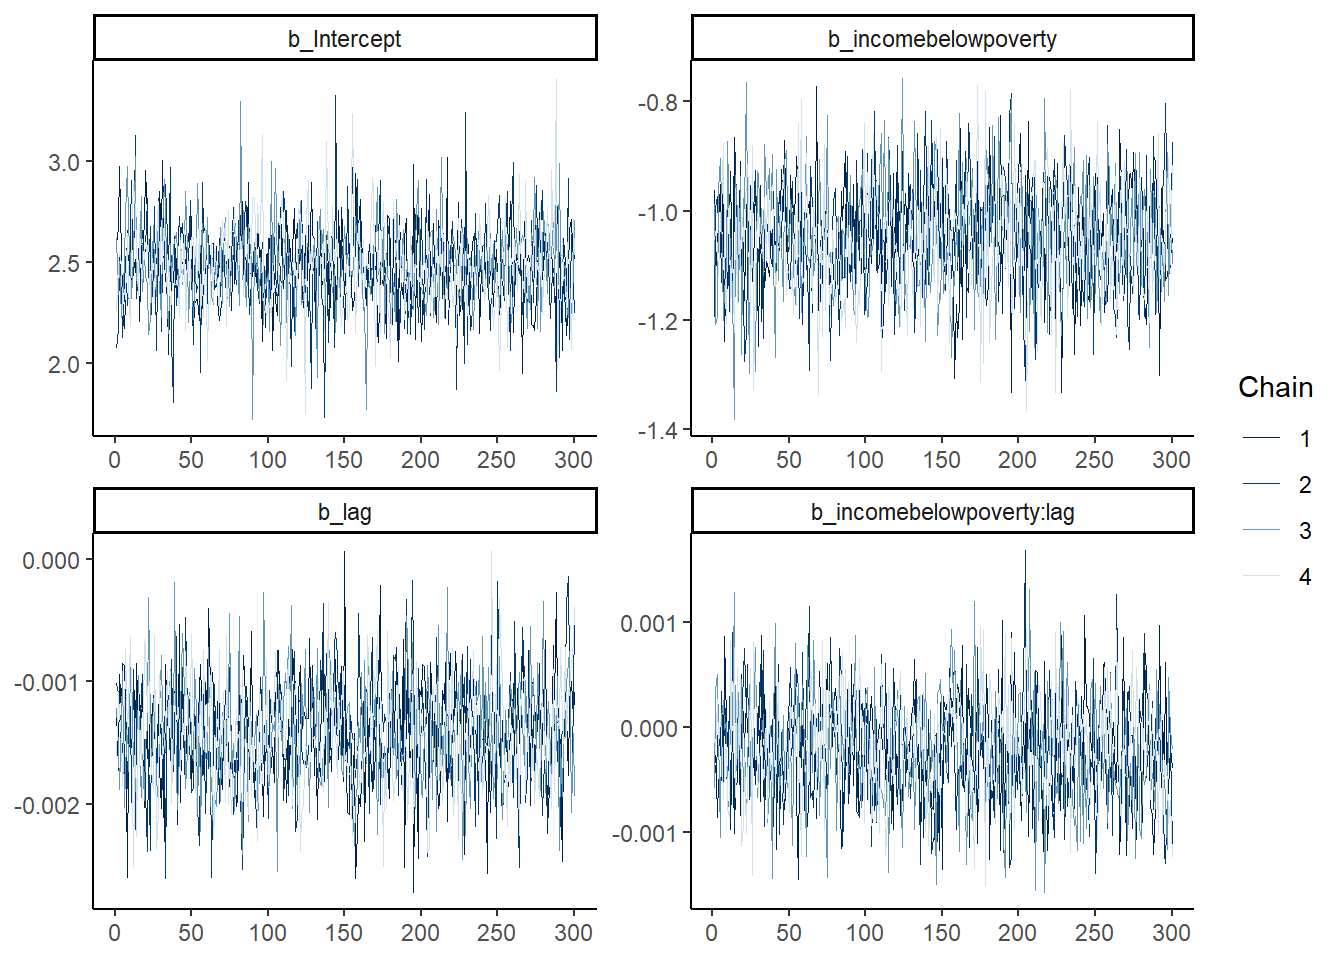 b_Intercept
3.0
2.5
2.0
0 50 100 150 200 250 300
b_incomebelowpoverty
-0.8
-1.0
-1.2
-1.4
0 50 100 150 200 250 300
b_lag
0.000
-0.001
-0.002
0 50 100 150 200 250 300
b_incomebelowpoverty:lag
0.001
0.000
-0.001
0 50 100 150 200 250 300
Chain
1
2
3
4